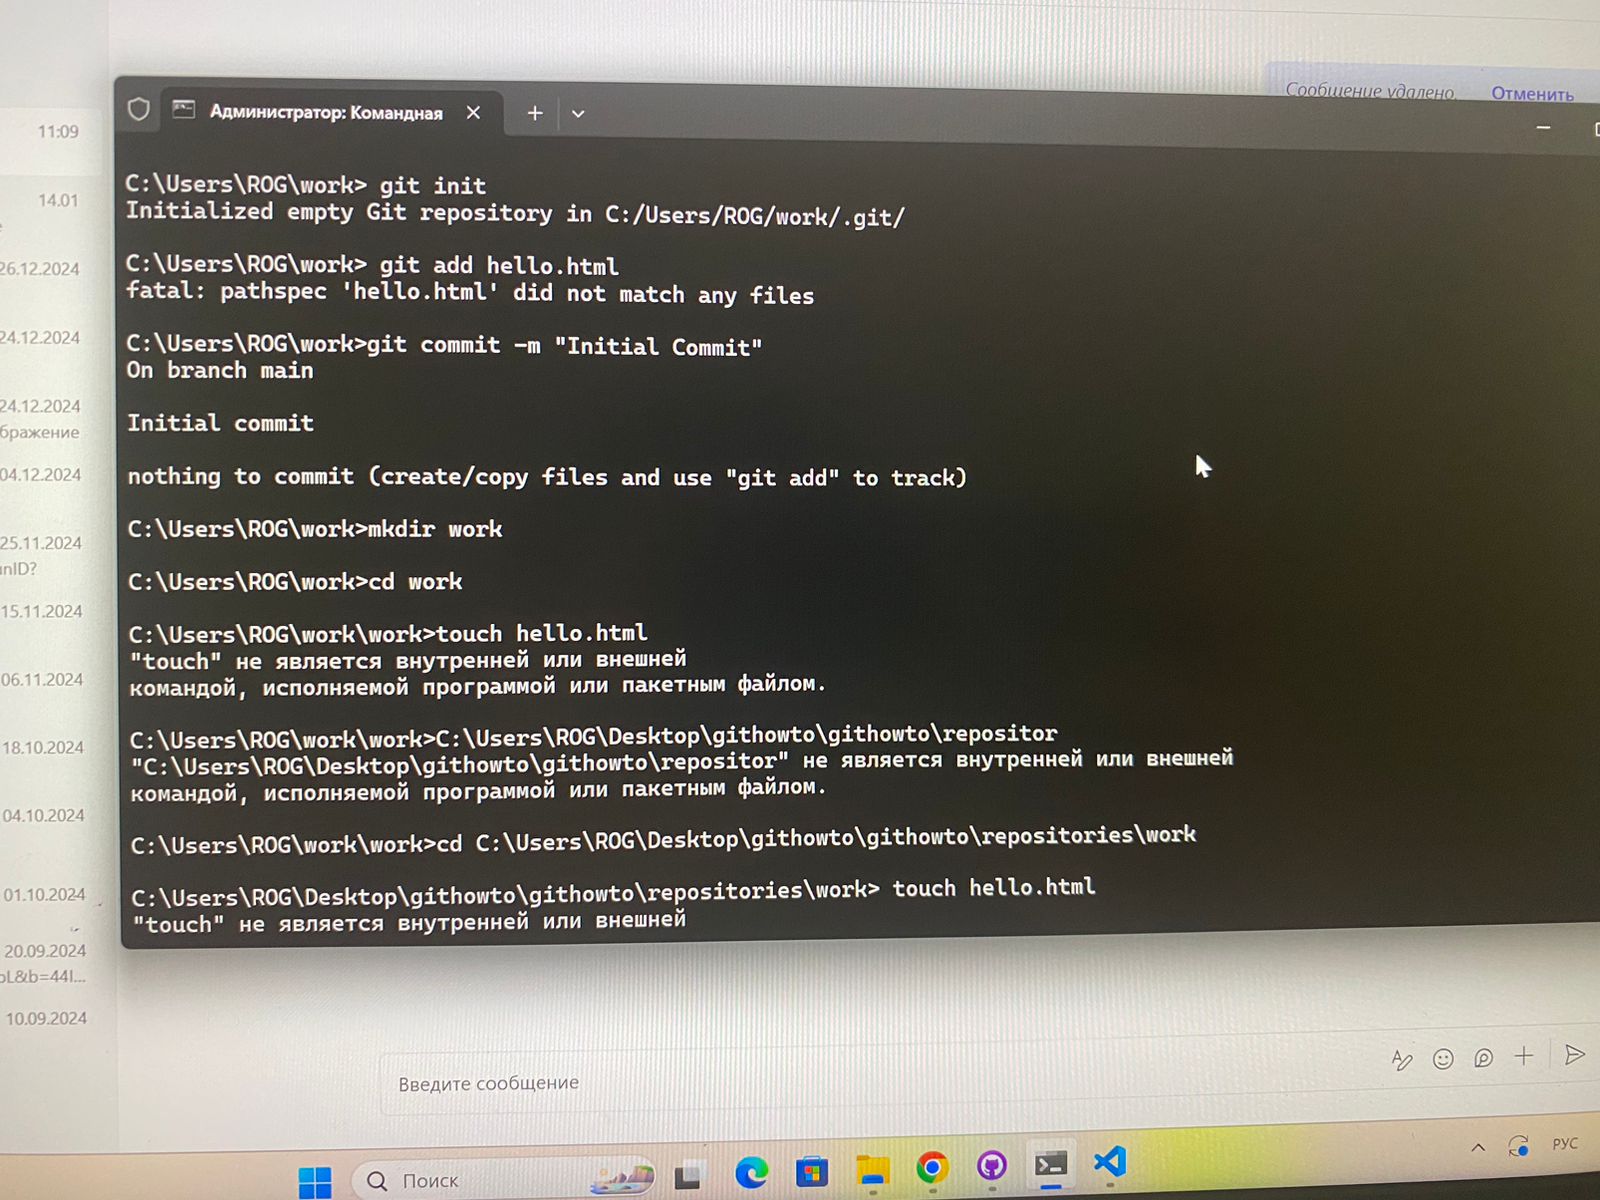 Сообщение удалено. Отменить
Администратор: Командная
11:09
14.01
26.12.2024
24.12.2024
24.12.2024
бражение
04.12.2024
25.11.2024
unID?
15.11.2024
06.11.2024
18.10.2024
04.10.2024
01.10.2024
20.09.2024
pL&b=44l...
10.09.2024
C:\Users\ROG\work> git init
Initialized empty Git repository in C:/Users/ROG/work/.git/
C:\Users\ROG\work> git add hello.html
fatal: pathspec 'hello.html' did not match any files
C:\Users\ROG\work>git commit -m "Initial Commit"
On branch main
Initial commit
nothing to commit (create/copy files and use "git add" to track)
C:\Users\ROG\work>mkdir work
C:\Users\ROG\work>cd work
C:\Users\ROG\work\work>touch hello.html
"touch" не является внутренней или внешней
командой, исполняемой программой или пакетным файлом.
C:\Users\ROG\work\work>C:\Users\ROG\Desktop\githowto\githowto\repositor
"C:\Users\ROG\Desktop\githowto\githowto\repositor" не является внутренней или внешней
командой, исполняемой программой или пакетным файлом.
C:\Users\ROG\work\work>cd C:\Users\ROG\Desktop\githowto\githowto\repositories\work
C:\Users\ROG\Desktop\githowto\githowto\repositories\work> touch hello.html
"touch" не является внутренней или внешней
Введите сообщение
Поиск
РУС